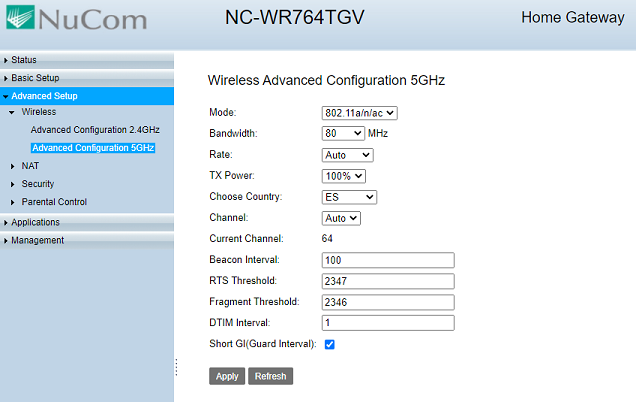 NuCom
NC-WR764TGV
Home Gateway
Status
Basic Setup
Advanced Setup
Wireless
Advanced Configuration 2.4GHz
Advanced Configuration 5GHz
NAT
Security
Parental Control
Applications
Management
Wireless Advanced Configuration 5GHz
Mode: 802.11a/n/ac
Bandwidth: 80 MHz
Rate: Auto
TX Power: 100%
Choose Country: ES
Channel: Auto
Current Channel: 64
Beacon Interval: 100
RTS Threshold: 2347
Fragment Threshold: 2346
DTIM Interval: 1
Short GI(Guard Interval):
Apply Refresh